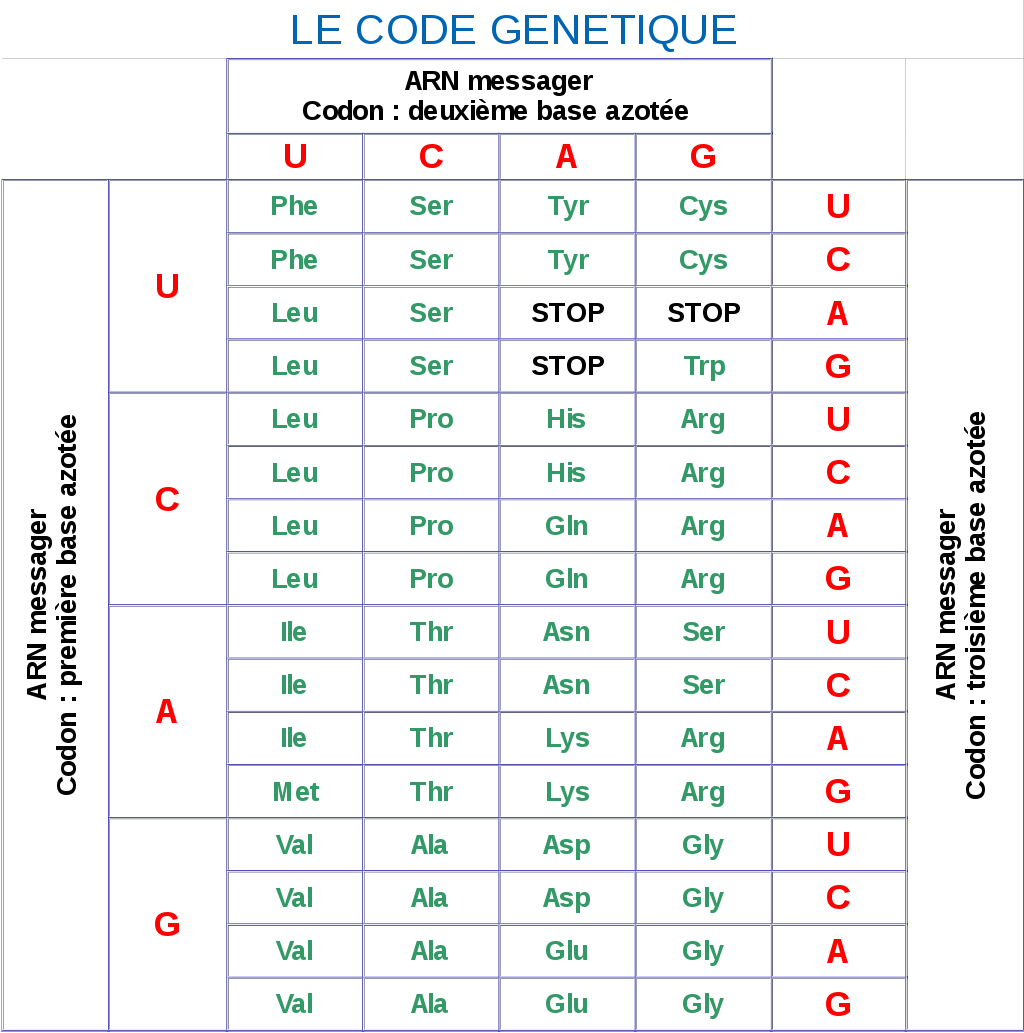 LE CODE GENETIQUE
ARN messager
Codon : deuxième base azotée
U C A G
ARN messager
Codon : première base azotée
U
Phe Ser Tyr Cys U
Phe Ser Tyr Cys C
Leu Ser STOP STOP A
Leu Ser STOP Trp G
C
Leu Pro His Arg U
Leu Pro His Arg C
Leu Pro Gln Arg A
Leu Pro Gln Arg G
A
Ile Thr Asn Ser U
Ile Thr Asn Ser C
Ile Thr Lys Arg A
Met Thr Lys Arg G
G
Val Ala Asp Gly U
Val Ala Asp Gly C
Val Ala Glu Gly A
Val Ala Glu Gly G
ARN messager
Codon : troisième base azotée